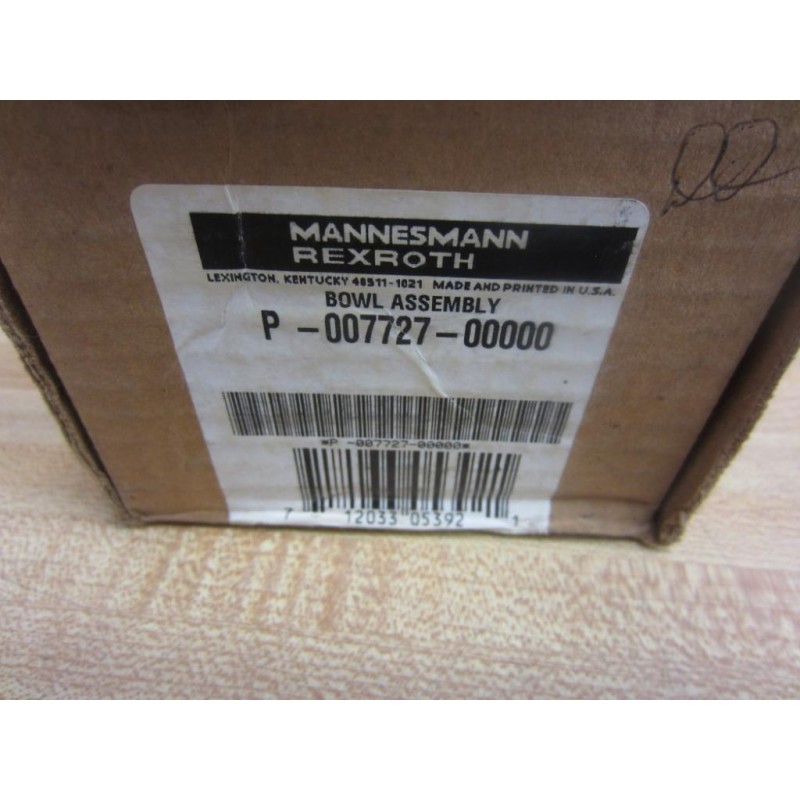 MANNESMANN
REXROTH
LEXINGTON, KENTUCKY 40511-1021 MADE AND PRINTED IN U.S.A.
BOWL ASSEMBLY
P -007727-00000
*P -007727-00000*
7 12033 05392 1